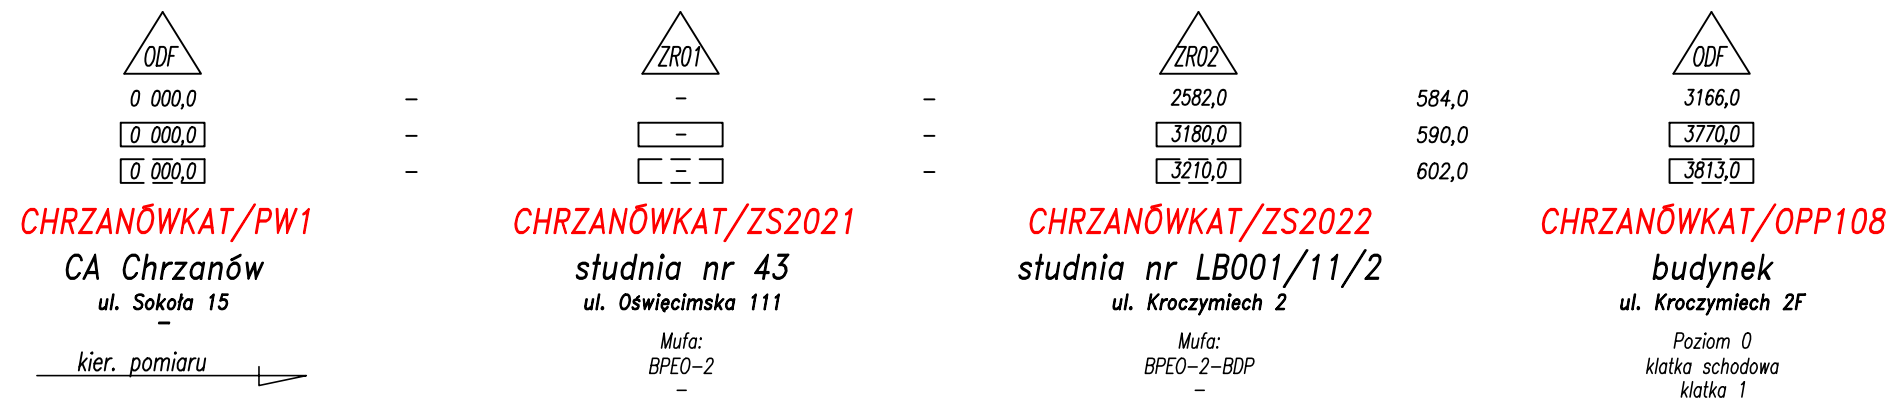 ODF ZR01 ZR02 ODF
0 000,0 – – – 2582,0 584,0 3166,0
0 000,0 – – – 3180,0 590,0 3770,0
0 000,0 – – – 3210,0 602,0 3813,0
CHRZANÓWKAT/PW1 CHRZANÓWKAT/ZS2021 CHRZANÓWKAT/ZS2022 CHRZANÓWKAT/OPP108
CA Chrzanów studnia nr 43 studnia nr LB001/11/2 budynek
ul. Sokoła 15 ul. Oświęcimska 111 ul. Kroczymiech 2 ul. Kroczymiech 2F
–
Mufa: Mufa: Poziom 0
kier. pomiaru BPEO-2 BPEO-2-BDP klatka schodowa
– – klatka 1